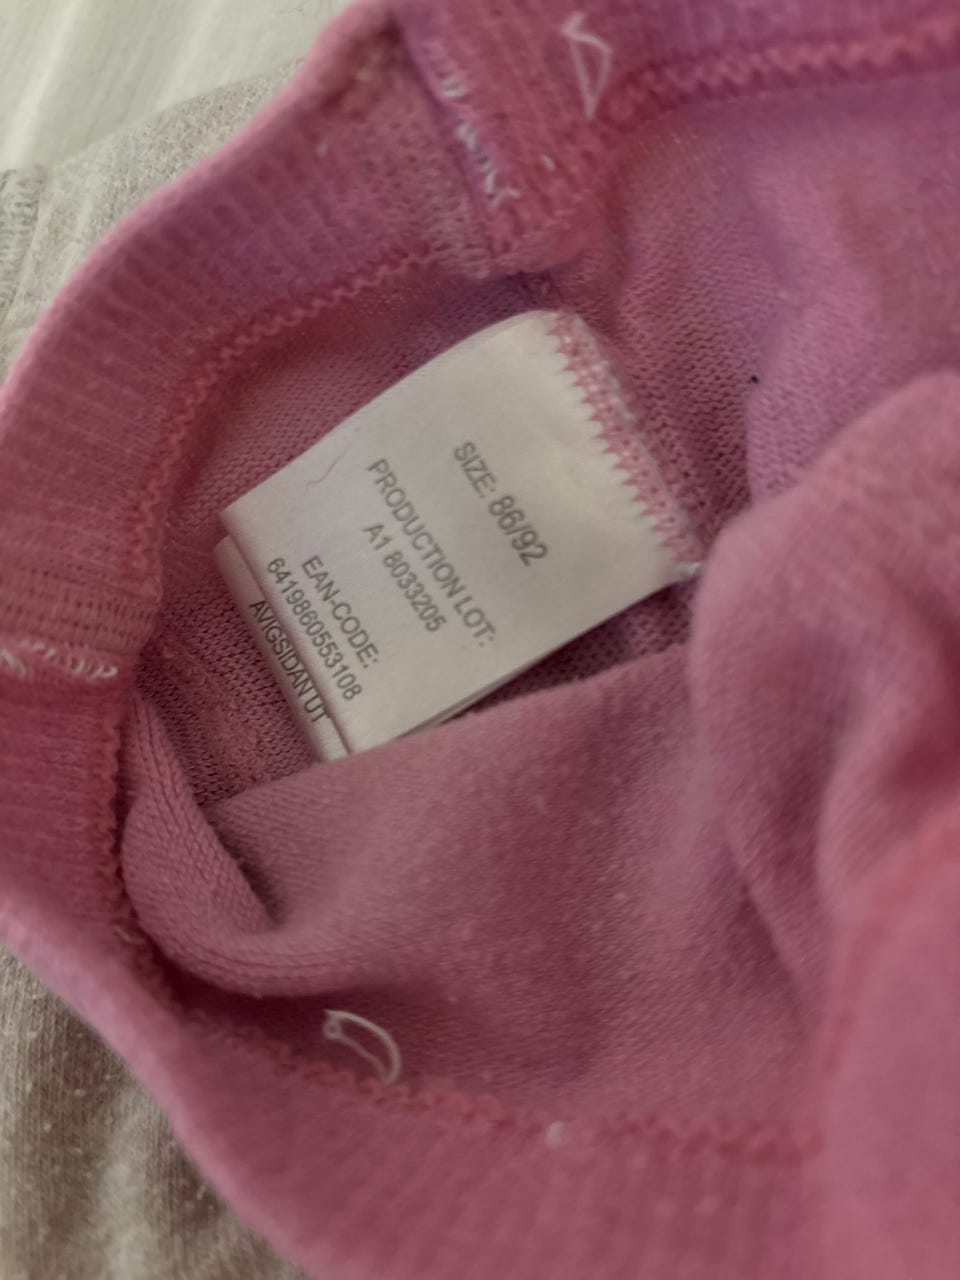 SIZE: 86/92
PRODUCTION LOT:
A1 8033205
EAN-CODE:
6419860553108
AVIGSIDAN UT